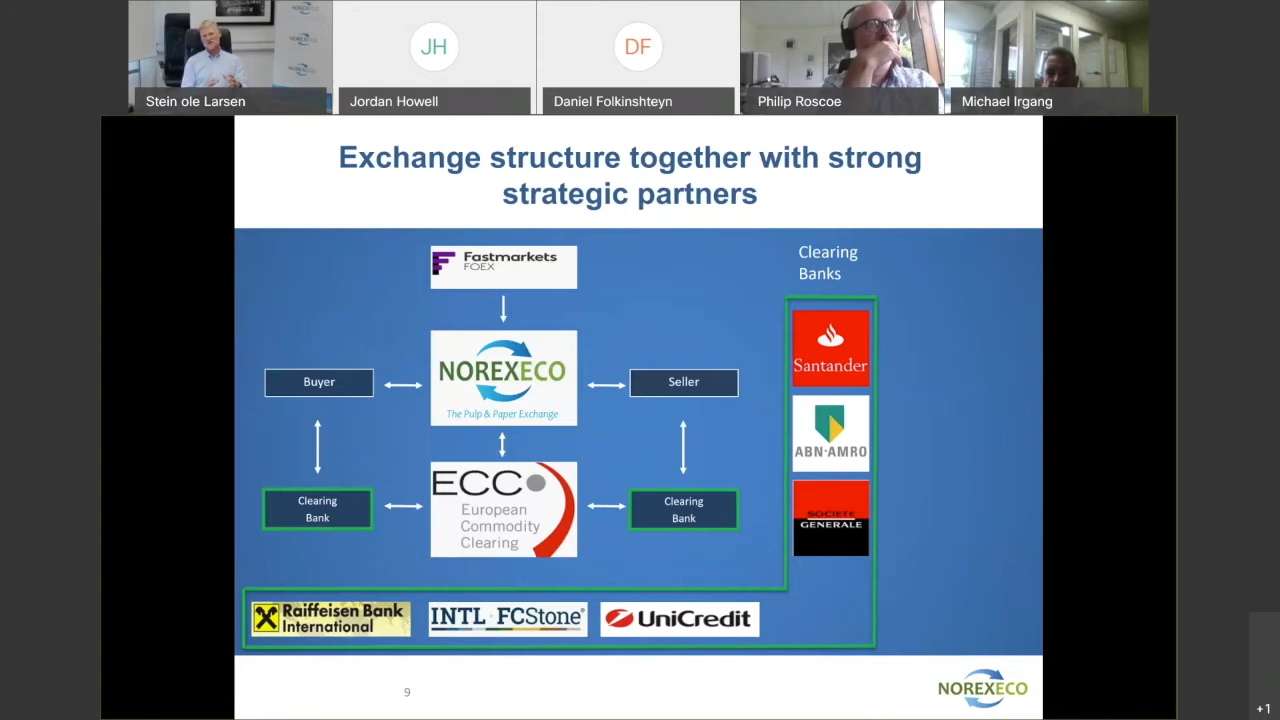 JH
DF
Stein ole Larsen
Jordan Howell
Daniel Folkinshteyn
Philip Roscoe
Michael Irgang
Exchange structure together with strong
strategic partners
Fastmarkets
FOEX
Clearing
Banks
NOREXECO
The Pulp & Paper Exchange
Buyer
Seller
Santander
ABN·AMRO
ECC
European
Commodity
Clearing
Clearing
Bank
Clearing
Bank
SOCIETE
GENERALE
Raiffeisen Bank
International
INTL FCStone®
UniCredit
9
NOREXECO
+1